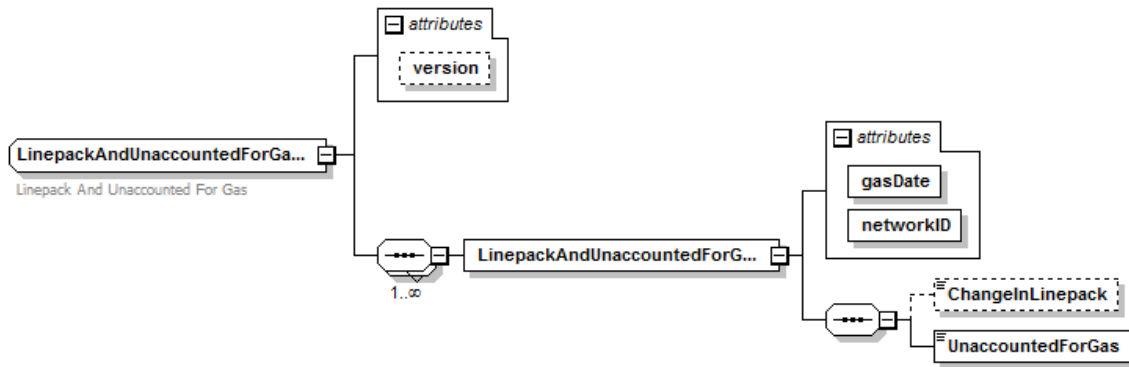 attributes
version
LinepackAndUnaccountedForGa...
Linepack And Unaccounted For Gas
attributes
gasDate
networkID
LinepackAndUnaccountedForG...
1..∞
ChangeInLinepack
UnaccountedForGas